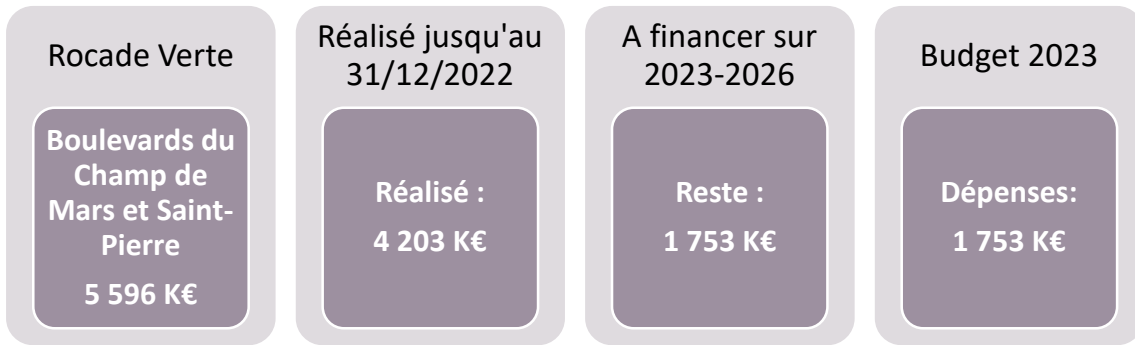 Rocade Verte
Boulevards du
Champ de
Mars et Saint-
Pierre
5 596 K€
Réalisé jusqu'au
31/12/2022
Réalisé :
4 203 K€
A financer sur
2023-2026
Reste :
1 753 K€
Budget 2023
Dépenses:
1 753 K€